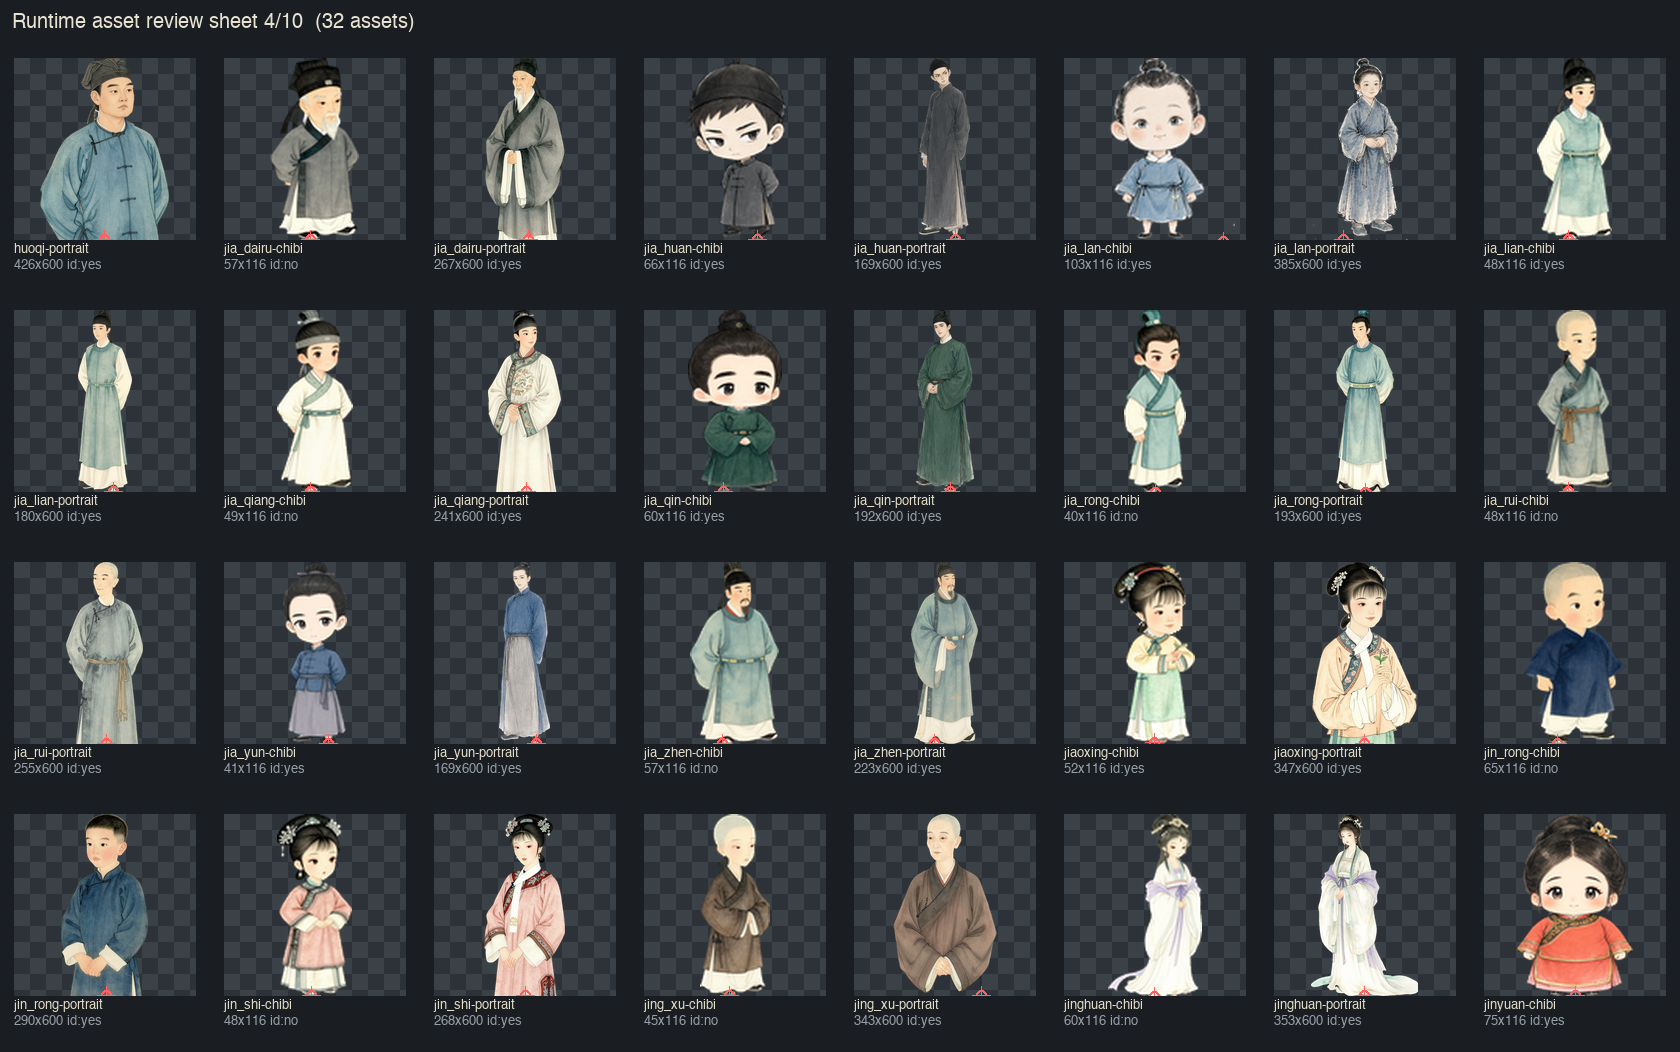 Runtime asset review sheet 4/10  (32 assets)
huoqi-portrait
426x600 id:yes
jia_dairu-chibi
57x116 id:no
jia_dairu-portrait
267x600 id:yes
jia_huan-chibi
66x116 id:yes
jia_huan-portrait
169x600 id:yes
jia_lan-chibi
103x116 id:yes
jia_lan-portrait
385x600 id:yes
jia_lian-chibi
48x116 id:yes
jia_lian-portrait
180x600 id:yes
jia_qiang-chibi
49x116 id:no
jia_qiang-portrait
241x600 id:yes
jia_qin-chibi
60x116 id:yes
jia_qin-portrait
192x600 id:yes
jia_rong-chibi
40x116 id:no
jia_rong-portrait
193x600 id:yes
jia_rui-chibi
48x116 id:no
jia_rui-portrait
255x600 id:yes
jia_yun-chibi
41x116 id:yes
jia_yun-portrait
169x600 id:yes
jia_zhen-chibi
57x116 id:no
jia_zhen-portrait
223x600 id:yes
jiaoxing-chibi
52x116 id:yes
jiaoxing-portrait
347x600 id:yes
jin_rong-chibi
65x116 id:no
jin_rong-portrait
290x600 id:yes
jin_shi-chibi
48x116 id:no
jin_shi-portrait
268x600 id:yes
jing_xu-chibi
45x116 id:no
jing_xu-portrait
343x600 id:yes
jinghuan-chibi
60x116 id:no
jinghuan-portrait
353x600 id:yes
jinyuan-chibi
75x116 id:yes